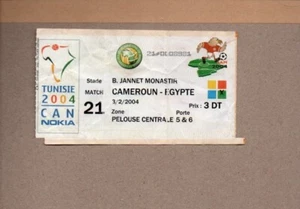 TUNISIE
2004
CAN
NOKIA
Stade B. JANNET MONASTIR
MATCH CAMEROUN - EGYPTE
21
3/2/2004 Prix : 3 DT
Zone Porte
PELOUSE CENTRALE 5 & 6